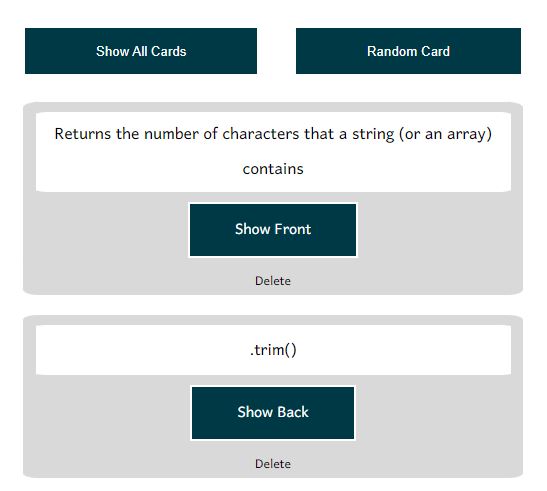 Show All Cards
Random Card
Returns the number of characters that a string (or an array)
contains
Show Front
Delete
.trim()
Show Back
Delete